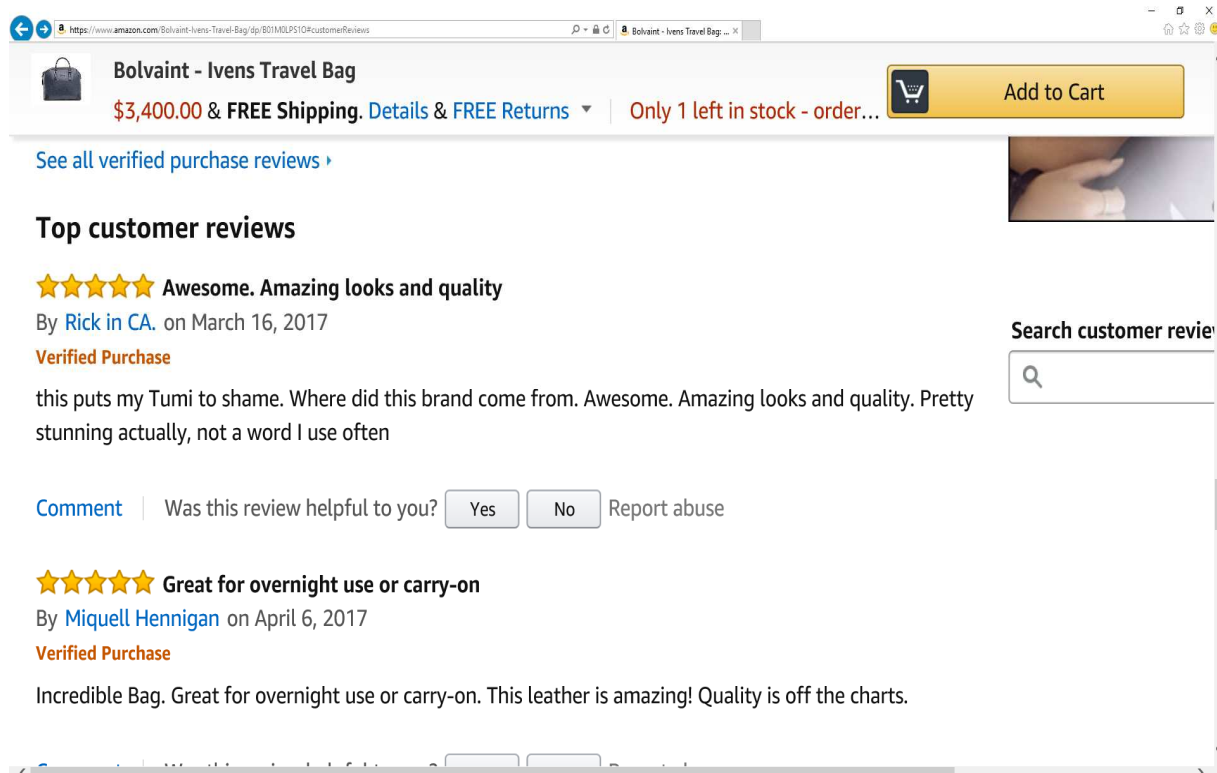 https://www.amazon.com/Bolvaint-Ivens-Travel-Bag/dp/B01M0LPS1O#customerReviews
Bolvaint - Ivens Travel Bag: ...
Bolvaint - Ivens Travel Bag
$3,400.00 & FREE Shipping. Details & FREE Returns
Only 1 left in stock - order...
Add to Cart
See all verified purchase reviews
Top customer reviews
Awesome. Amazing looks and quality
By Rick in CA. on March 16, 2017
Verified Purchase
this puts my Tumi to shame. Where did this brand come from. Awesome. Amazing looks and quality. Pretty
stunning actually, not a word I use often
Comment Was this review helpful to you? Yes No Report abuse
Great for overnight use or carry-on
By Miquell Hennigan on April 6, 2017
Verified Purchase
Incredible Bag. Great for overnight use or carry-on. This leather is amazing! Quality is off the charts.
Search customer revie